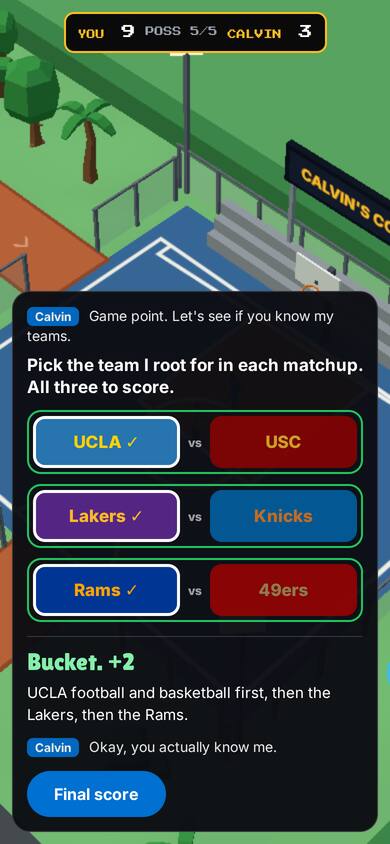 YOU 9 POSS 5/5 CALVIN 3
CALVIN'S CO
Calvin Game point. Let's see if you know my
teams.
Pick the team I root for in each matchup.
All three to score.
UCLA ✓ vs USC
Lakers ✓ vs Knicks
Rams ✓ vs 49ers
Bucket. +2
UCLA football and basketball first, then the
Lakers, then the Rams.
Calvin Okay, you actually know me.
Final score